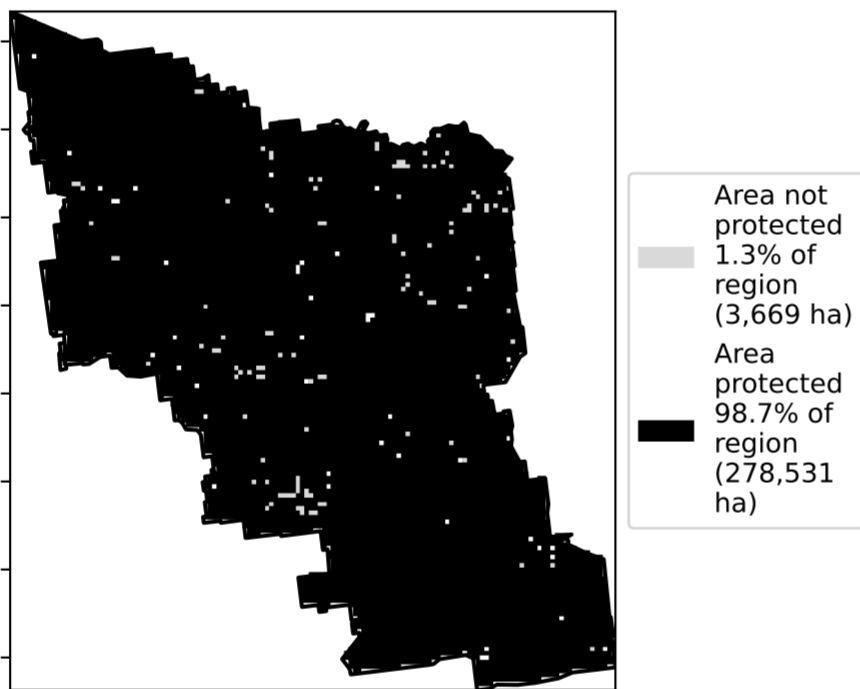 Area not
protected
1.3% of
region
(3,669 ha)
Area
protected
98.7% of
region
(278,531
ha)